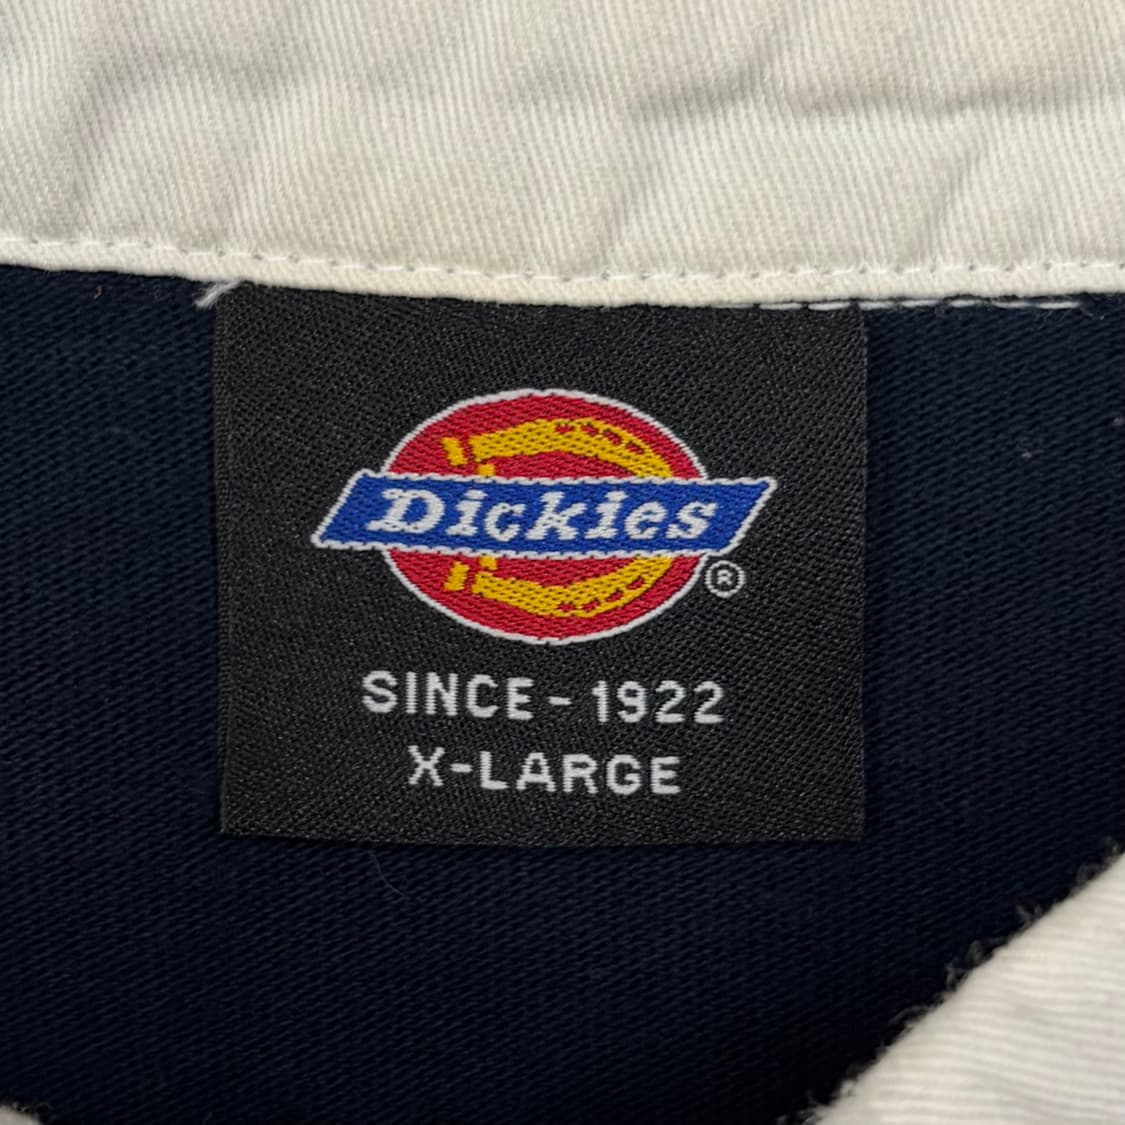 Dickies
®
SINCE - 1922
X-LARGE